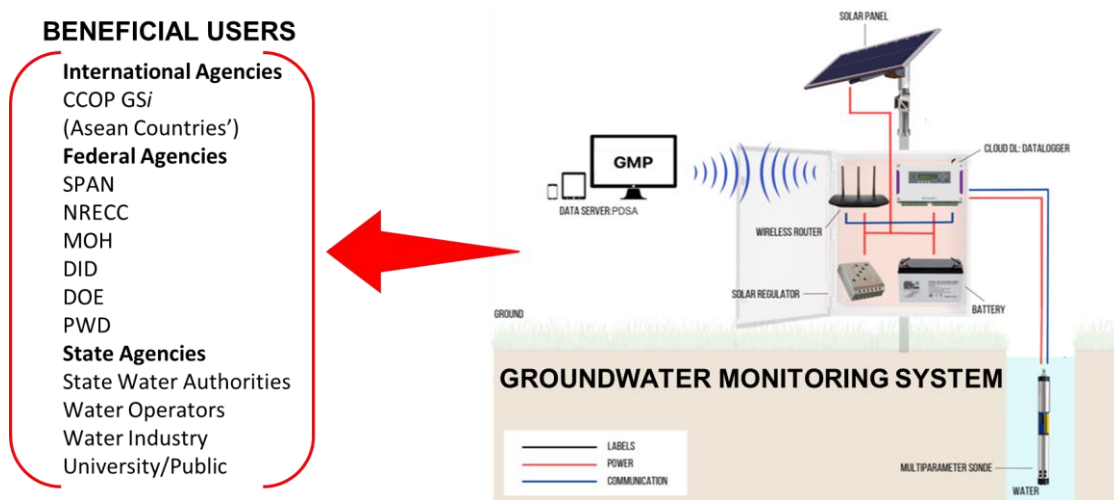 BENEFICIAL USERS
International Agencies
CCOP GSi
(Asean Countries’)
Federal Agencies
SPAN
NRECC
MOH
DID
DOE
PWD
State Agencies
State Water Authorities
Water Operators
Water Industry
University/Public
SOLAR PANEL
GMP
DATA SERVER:PDSA
CLOUD DL: DATALOGGER
WIRELESS ROUTER
SOLAR REGULATOR
BATTERY
GROUND
GROUNDWATER MONITORING SYSTEM
LABELS
POWER
COMMUNICATION
MULTIPARAMETER SONDE
WATER